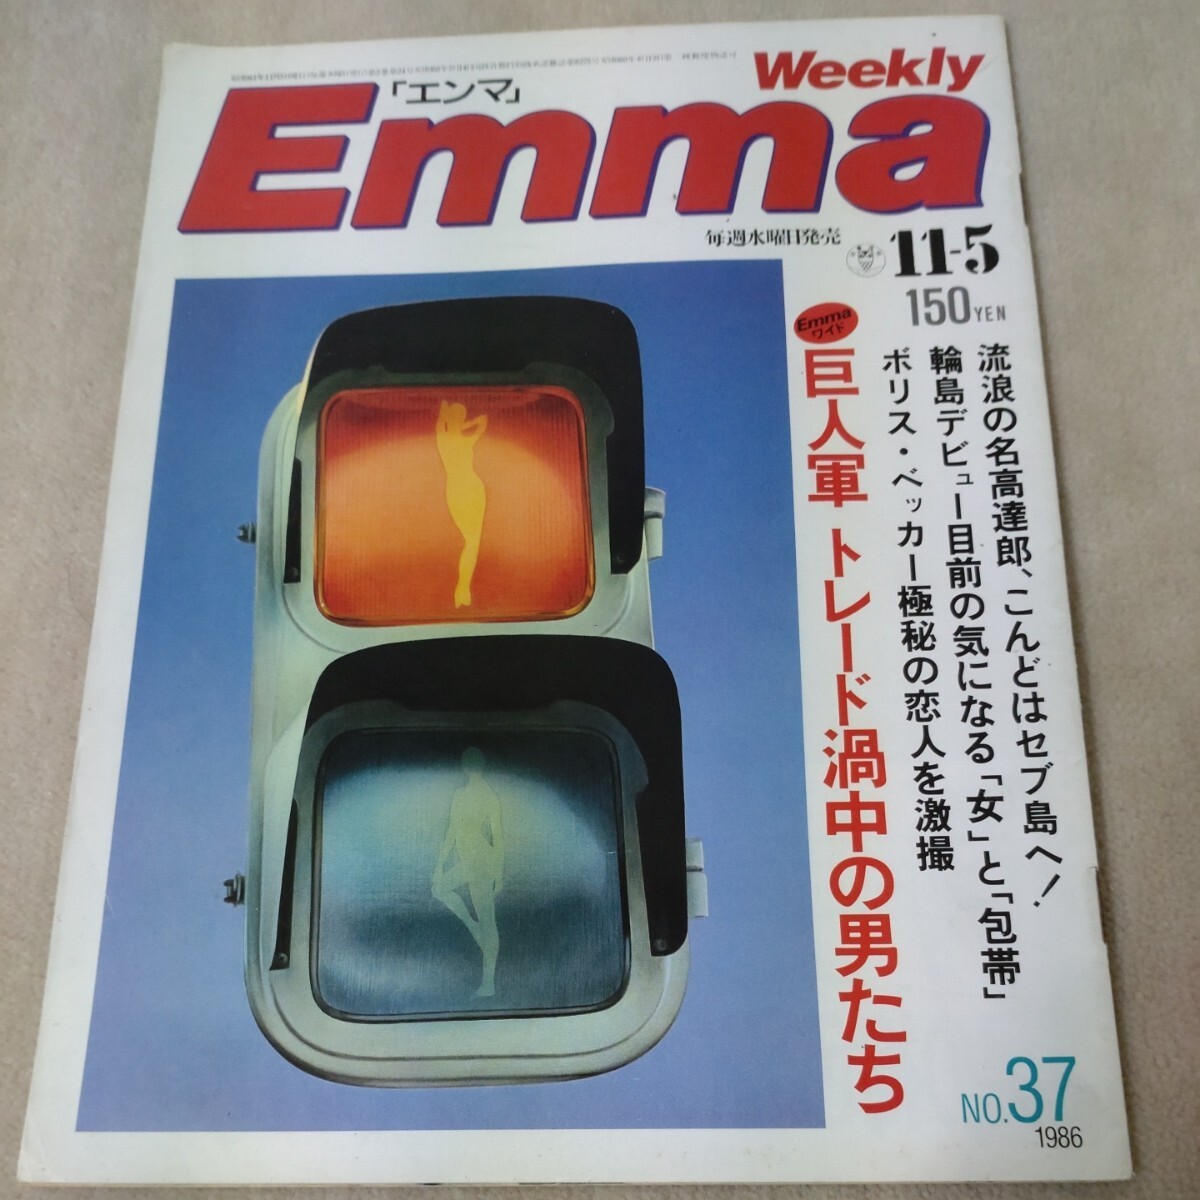 Weekly
「エンマ」
Emma
毎週水曜日発売
11-5
150YEN
流浪の名高達郎、こんどはセブ島へ!
輪島デビュー目前の気になる「女」と「包帯」
ボリス・ベッカー極秘の恋人を激撮
Emma
ワイド
巨人軍 トレード渦中の男たち
NO.37
1986